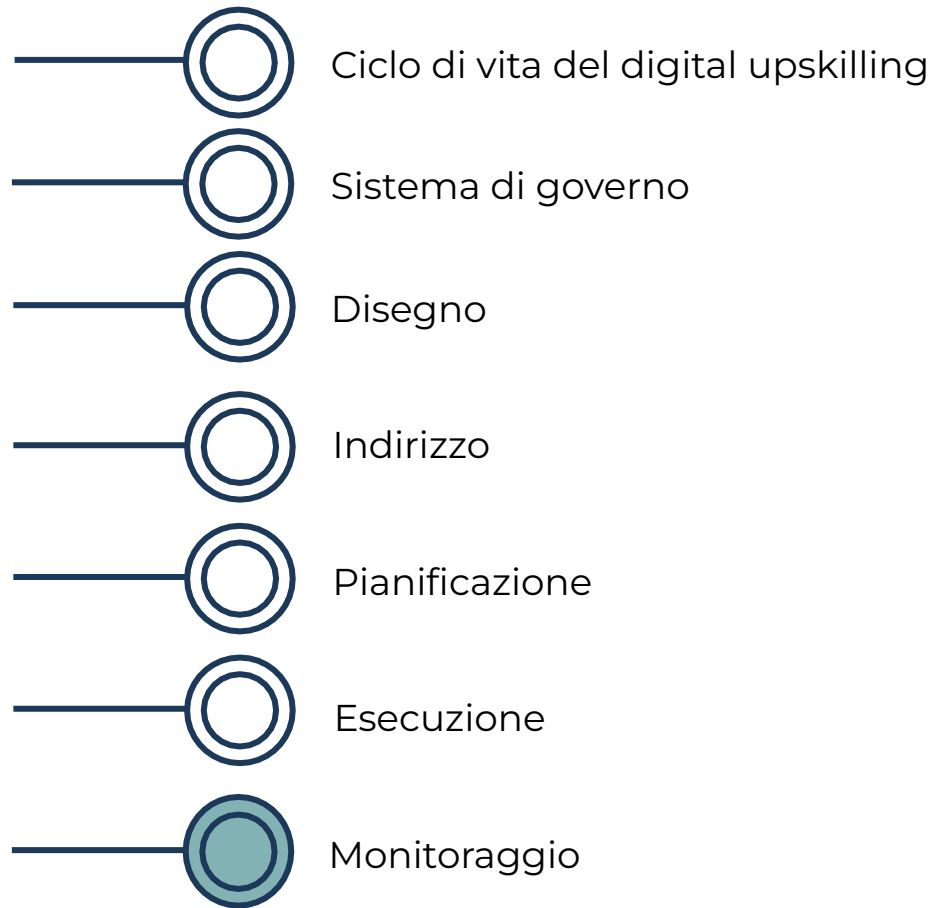 Ciclo di vita del digital upskilling
Sistema di governo
Disegno
Indirizzo
Pianificazione
Esecuzione
Monitoraggio